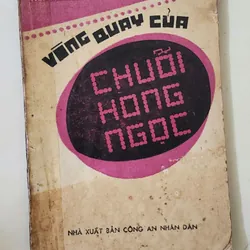 VÒNG QUAY CỦA
CHUỖI
HỒNG
NGỌC
NHÀ XUẤT BẢN CÔNG AN NHÂN DÂN